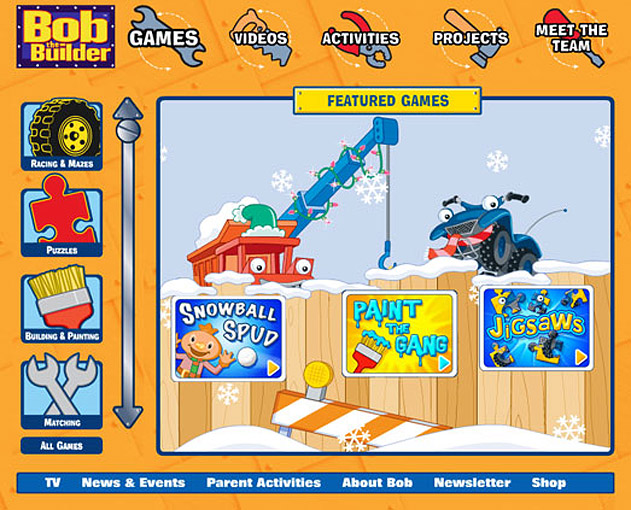 Bob
the
Builder
GAMES
VIDEOS
ACTIVITIES
PROJECTS
MEET THE
TEAM
FEATURED GAMES
RACING & MAZES
PUZZLES
BUILDING & PAINTING
MATCHING
ALL GAMES
SNOWBALL
SPUD
PAINT
THE
GANG
JIGSAWS
TV News & Events Parent Activities About Bob Newsletter Shop